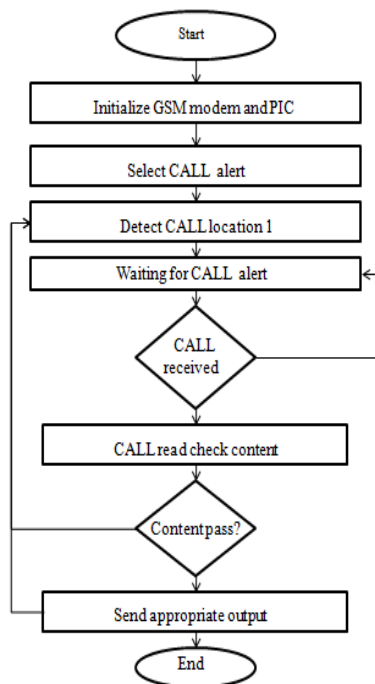 Start
Initialize GSM modem and PIC
Select CALL alert
Detect CALL location 1
Waiting for CALL alert
CALL
received
CALL read check content
Content pass?
Send appropriate output
End